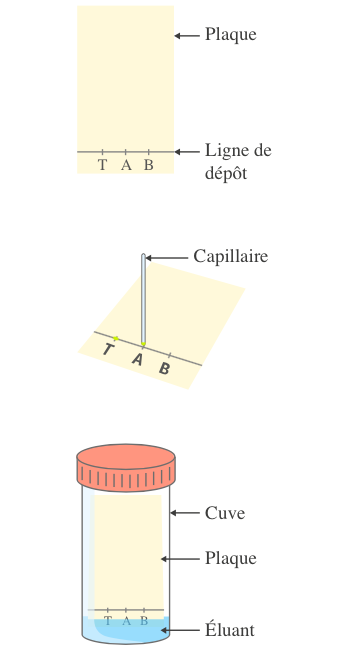 Plaque
Ligne de
dépôt
T A B
Capillaire
T A B
Cuve
Plaque
T A B
Éluant